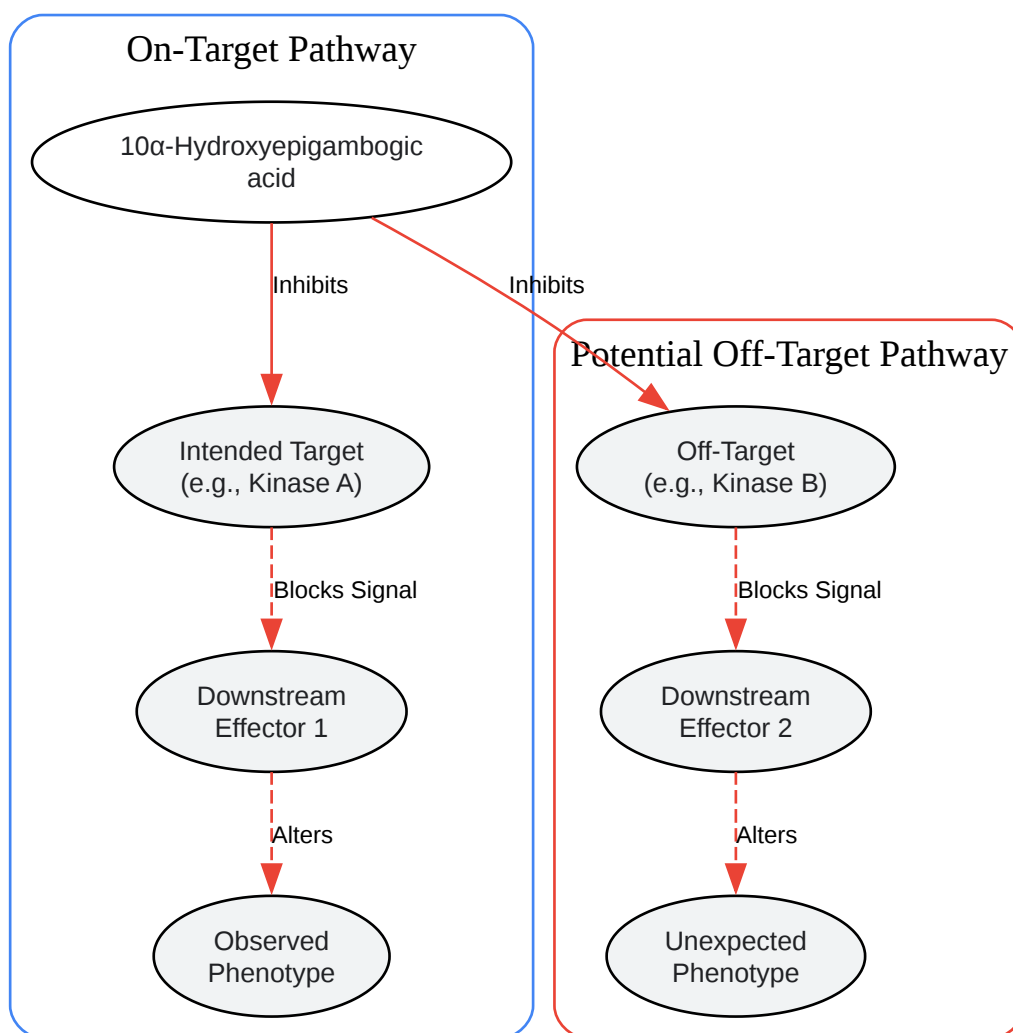 On-Target Pathway
10α-Hydroxyepigambogic
acid
Inhibits
Inhibits
Potential Off-Target Pathway
Intended Target
(e.g., Kinase A)
Off-Target
(e.g., Kinase B)
Blocks Signal
Blocks Signal
Downstream
Effector 1
Downstream
Effector 2
Alters
Alters
Observed
Phenotype
Unexpected
Phenotype